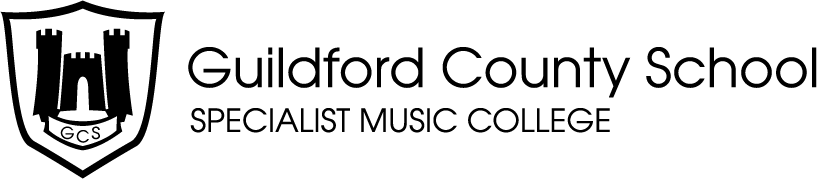 Guildford County School
SPECIALIST MUSIC COLLEGE
GCS